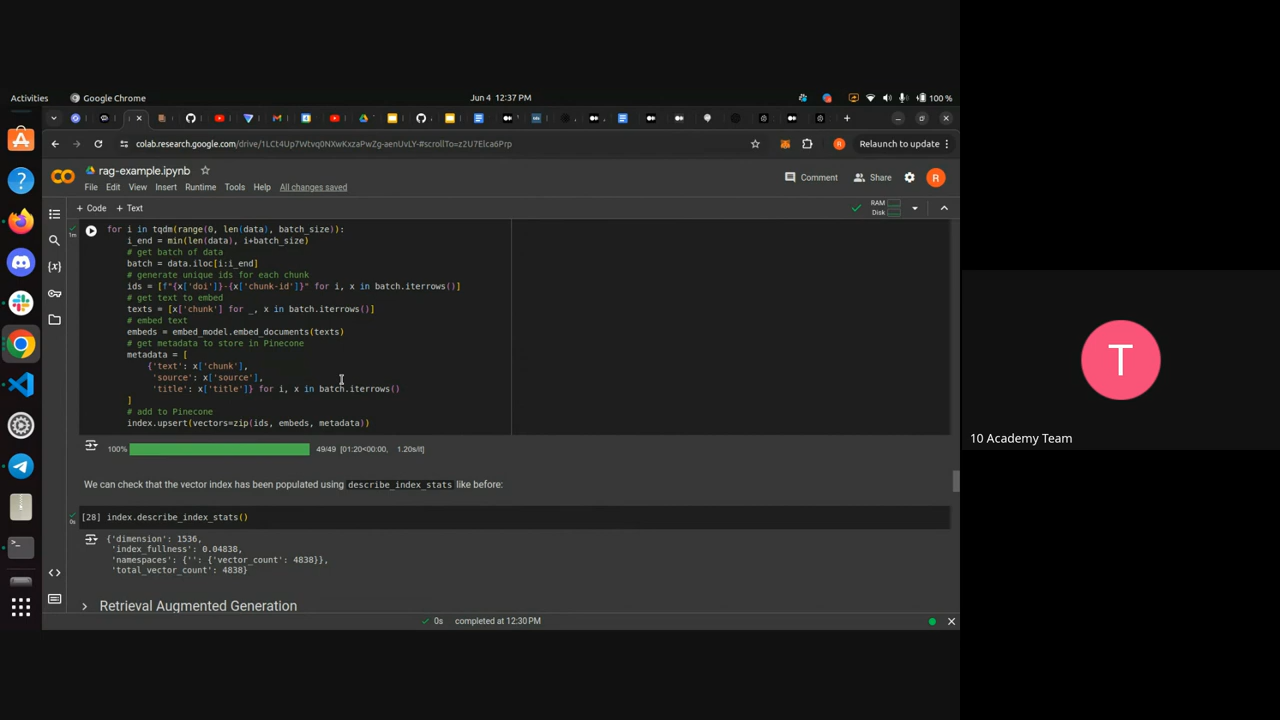 Activities
Google Chrome
Jun 4 12:37 PM
100 %
colab.research.google.com/drive/1LCt4Up7Wtvq0NXwKxzaPwZg-aenUvLY-#scrollTo=z2U7Elca6Prp
R
Relaunch to update
rag-example.ipynb
File Edit View Insert Runtime Tools Help All changes saved
Comment
Share
R
+ Code + Text
RAM
Disk
1m
for i in tqdm(range(0, len(data), batch_size)):
i_end = min(len(data), i+batch_size)
# get batch of data
batch = data.iloc[i:i_end]
# generate unique ids for each chunk
ids = [f"{x['doi']}-{x['chunk-id']}" for i, x in batch.iterrows()]
# get text to embed
texts = [x['chunk'] for _, x in batch.iterrows()]
# embed text
embeds = embed_model.embed_documents(texts)
# get metadata to store in Pinecone
metadata = [
{'text': x['chunk'],
'source': x['source'],
'title': x['title']} for i, x in batch.iterrows()
]
# add to Pinecone
index.upsert(vectors=zip(ids, embeds, metadata))
100%
49/49 [01:20<00:00, 1.20s/it]
We can check that the vector index has been populated using describe_index_stats like before:
[28] index.describe_index_stats()
0s
{'dimension': 1536,
'index_fullness': 0.04838,
'namespaces': {'': {'vector_count': 4838}},
'total_vector_count': 4838}
Retrieval Augmented Generation
0s completed at 12:30 PM
T
10 Academy Team